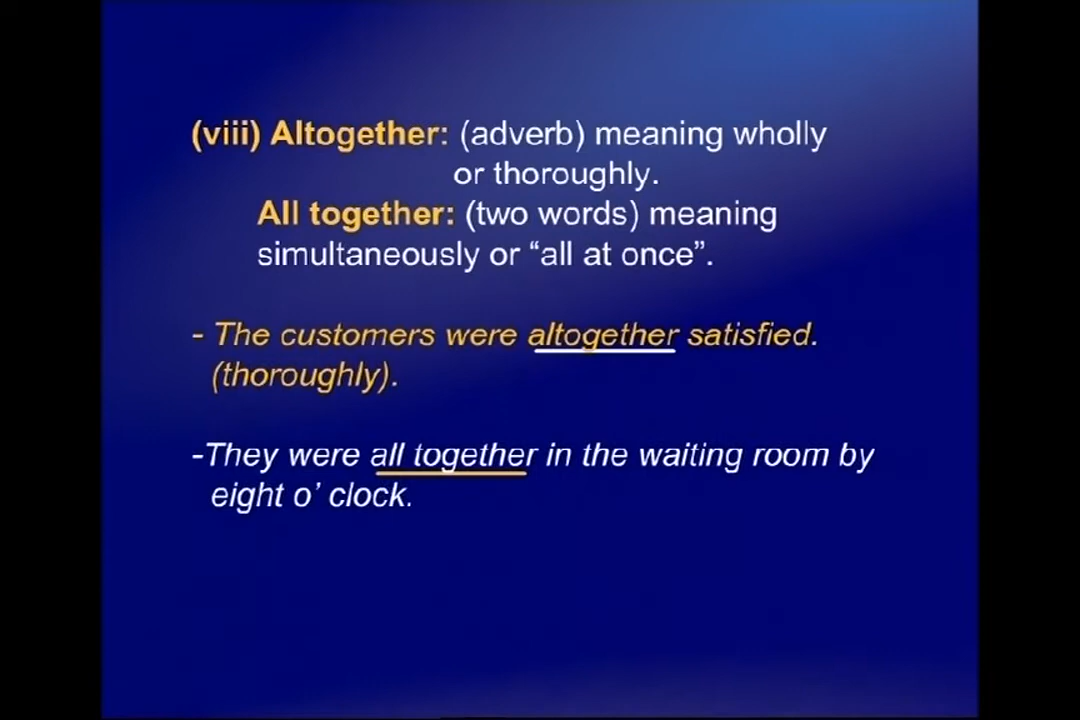 (viii) Altogether: (adverb) meaning wholly
or thoroughly.
All together: (two words) meaning
simultaneously or “all at once”.
- The customers were altogether satisfied.
(thoroughly).
-They were all together in the waiting room by
eight o’ clock.